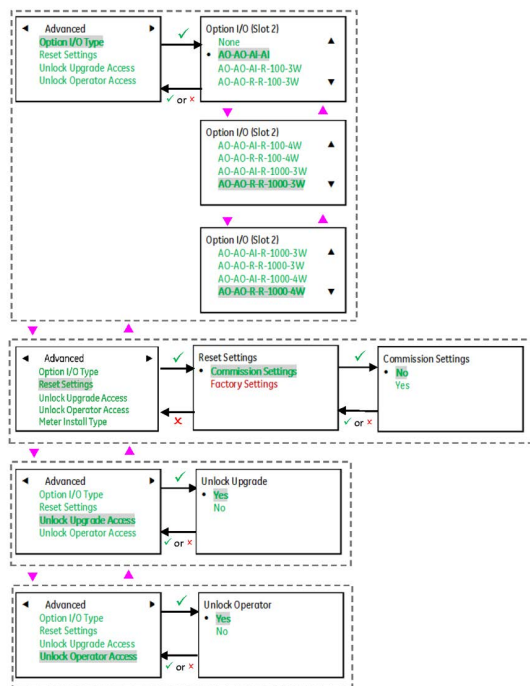 Advanced
Option I/O Type
Reset Settings
Unlock Upgrade Access
Unlock Operator Access
Option I/O (Slot 2)
None
AO-AO-AI-AI
AO-AO-AI-R-100-3W
AO-AO-R-R-100-3W
✓ or x
Option I/O (Slot 2)
AO-AO-AI-R-100-4W
AO-AO-R-R-100-4W
AO-AO-AI-R-1000-3W
AO-AO-R-R-1000-3W
Option I/O (Slot 2)
AO-AO-AI-R-1000-3W
AO-AO-R-R-1000-3W
AO-AO-AI-R-1000-4W
AO-AO-R-R-1000-4W
Advanced
Option I/O Type
Reset Settings
Unlock Upgrade Access
Unlock Operator Access
Meter Install Type
Reset Settings
Commission Settings
Factory Settings
Commission Settings
No
Yes
✓ or x
Advanced
Option I/O Type
Reset Settings
Unlock Upgrade Access
Unlock Operator Access
Unlock Upgrade
Yes
No
✓ or x
Advanced
Option I/O Type
Reset Settings
Unlock Upgrade Access
Unlock Operator Access
Unlock Operator
Yes
No
✓ or x